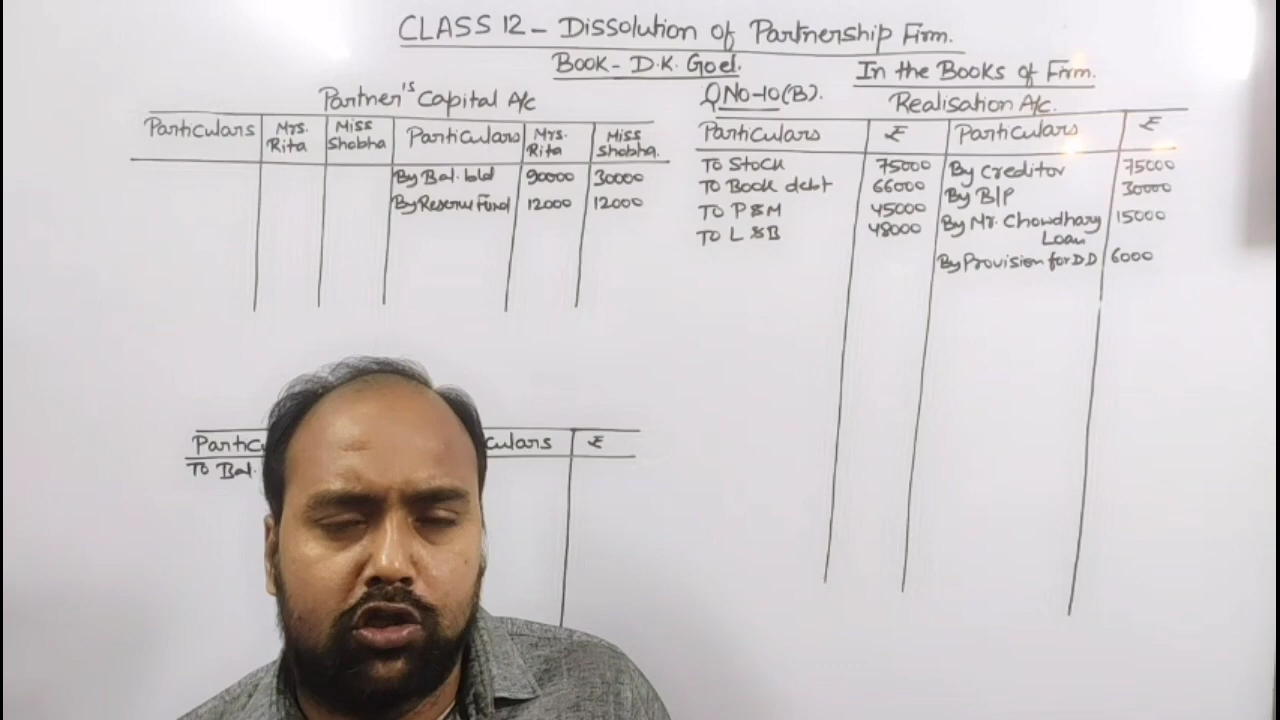 CLASS 12 - Dissolution of Partnership Firm.
Book - D.K. Goel.
In the Books of Firm.
Partner's Capital A/c
QNo-10(B).
Realisation A/c.
Particulars Mrs. Rita Miss Shobha Particulars Mrs. Rita Miss Shobha.
By Bal. b/d 90000 30000
By Reserve Fund 12000 12000
Particulars ₹ Particulars ₹
To Stock 75000 By Creditor 75000
To Book debt 66000 By B/P 30000
To P&M 45000 By Mr. Chowdhary 15000
Loan
To L&B 48000
By Provision for DD 6000
Partic culars ₹
To Bal.